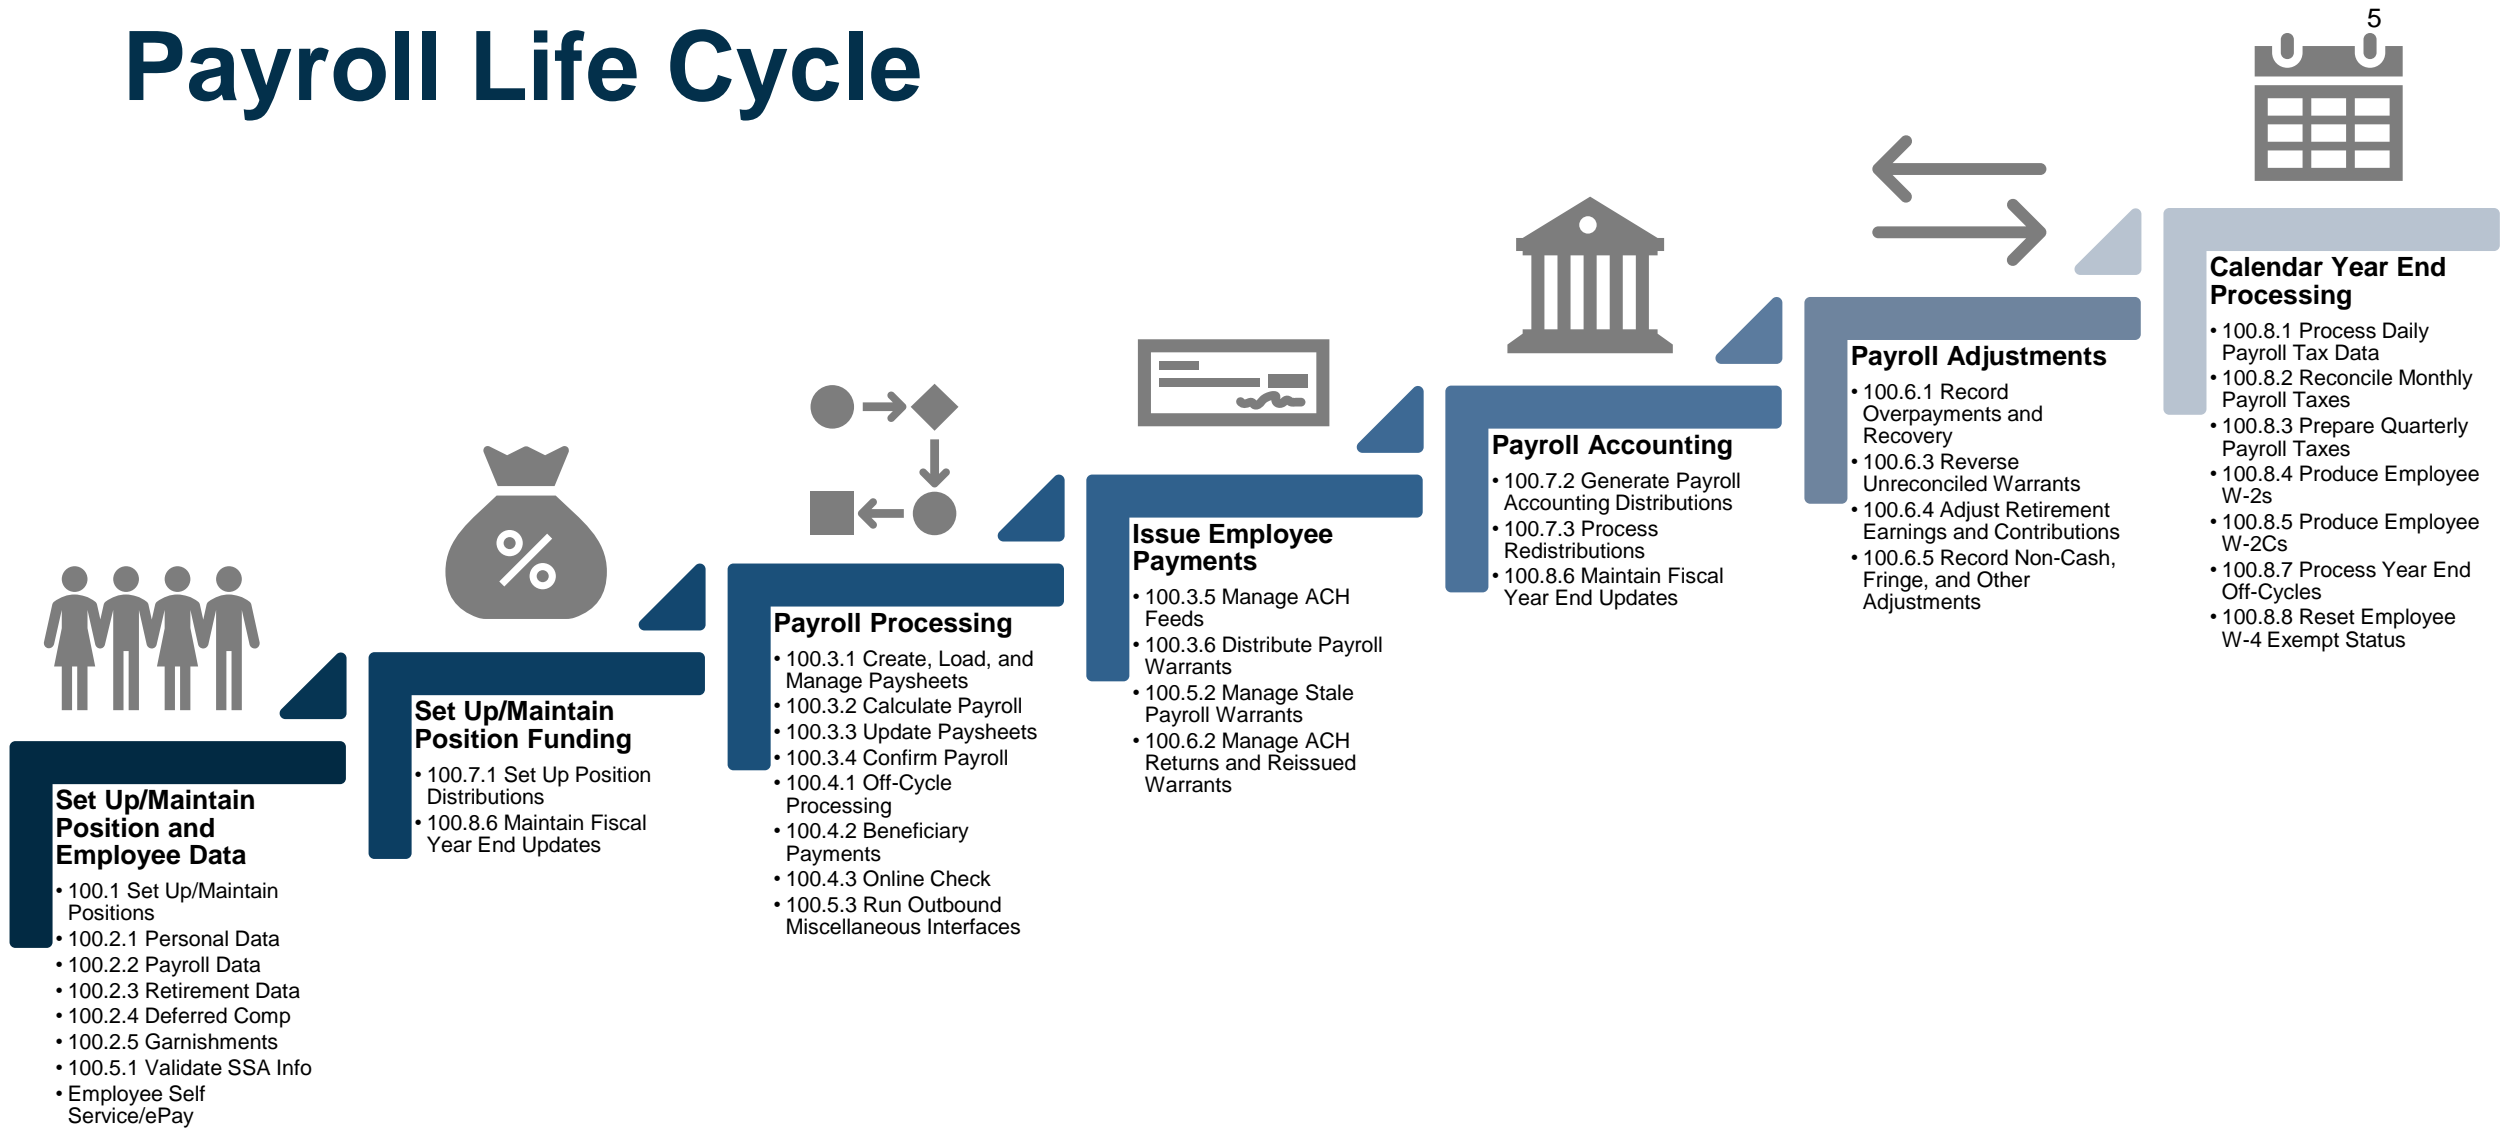 5
Payroll Life Cycle
Set Up/Maintain
Position and
Employee Data
• 100.1 Set Up/Maintain
Positions
• 100.2.1 Personal Data
• 100.2.2 Payroll Data
• 100.2.3 Retirement Data
• 100.2.4 Deferred Comp
• 100.2.5 Garnishments
• 100.5.1 Validate SSA Info
• Employee Self
Service/ePay
Set Up/Maintain
Position Funding
• 100.7.1 Set Up Position
Distributions
• 100.8.6 Maintain Fiscal
Year End Updates
%
Payroll Processing
• 100.3.1 Create, Load, and
Manage Paysheets
• 100.3.2 Calculate Payroll
• 100.3.3 Update Paysheets
• 100.3.4 Confirm Payroll
• 100.4.1 Off-Cycle
Processing
• 100.4.2 Beneficiary
Payments
• 100.4.3 Online Check
• 100.5.3 Run Outbound
Miscellaneous Interfaces
Issue Employee
Payments
• 100.3.5 Manage ACH
Feeds
• 100.3.6 Distribute Payroll
Warrants
• 100.5.2 Manage Stale
Payroll Warrants
• 100.6.2 Manage ACH
Returns and Reissued
Warrants
Payroll Accounting
• 100.7.2 Generate Payroll
Accounting Distributions
• 100.7.3 Process
Redistributions
• 100.8.6 Maintain Fiscal
Year End Updates
Payroll Adjustments
• 100.6.1 Record
Overpayments and
Recovery
• 100.6.3 Reverse
Unreconciled Warrants
• 100.6.4 Adjust Retirement
Earnings and Contributions
• 100.6.5 Record Non-Cash,
Fringe, and Other
Adjustments
Calendar Year End
Processing
• 100.8.1 Process Daily
Payroll Tax Data
• 100.8.2 Reconcile Monthly
Payroll Taxes
• 100.8.3 Prepare Quarterly
Payroll Taxes
• 100.8.4 Produce Employee
W-2s
• 100.8.5 Produce Employee
W-2Cs
• 100.8.7 Process Year End
Off-Cycles
• 100.8.8 Reset Employee
W-4 Exempt Status